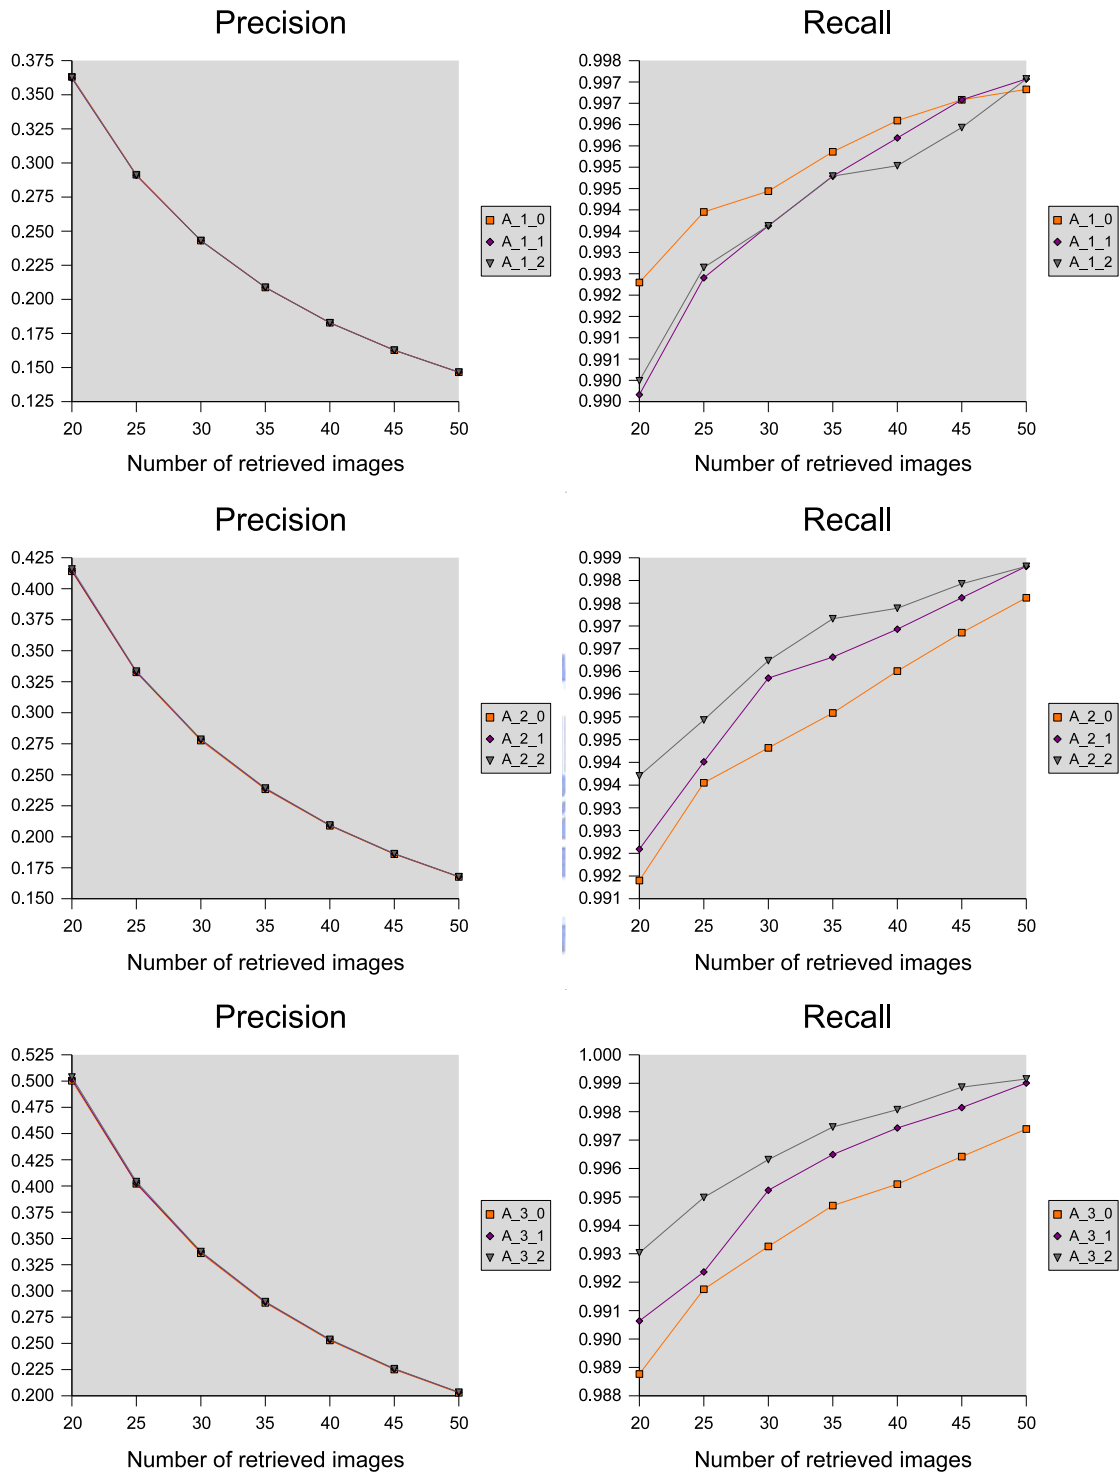 Precision
0.375
0.350
0.325
0.300
0.275
0.250
0.225
0.200
0.175
0.150
0.125
20 25 30 35 40 45 50
Number of retrieved images
A_1_0
A_1_1
A_1_2
Recall
0.998
0.997
0.997
0.996
0.996
0.995
0.995
0.994
0.994
0.993
0.993
0.992
0.992
0.991
0.991
0.990
0.990
20 25 30 35 40 45 50
Number of retrieved images
A_1_0
A_1_1
A_1_2
Precision
0.425
0.400
0.375
0.350
0.325
0.300
0.275
0.250
0.225
0.200
0.175
0.150
20 25 30 35 40 45 50
Number of retrieved images
A_2_0
A_2_1
A_2_2
Recall
0.999
0.998
0.998
0.997
0.997
0.996
0.996
0.995
0.995
0.994
0.994
0.993
0.993
0.992
0.992
0.991
20 25 30 35 40 45 50
Number of retrieved images
A_2_0
A_2_1
A_2_2
Precision
0.525
0.500
0.475
0.450
0.425
0.400
0.375
0.350
0.325
0.300
0.275
0.250
0.225
0.200
20 25 30 35 40 45 50
Number of retrieved images
A_3_0
A_3_1
A_3_2
Recall
1.000
0.999
0.998
0.997
0.996
0.995
0.994
0.993
0.992
0.991
0.990
0.989
0.988
20 25 30 35 40 45 50
Number of retrieved images
A_3_0
A_3_1
A_3_2